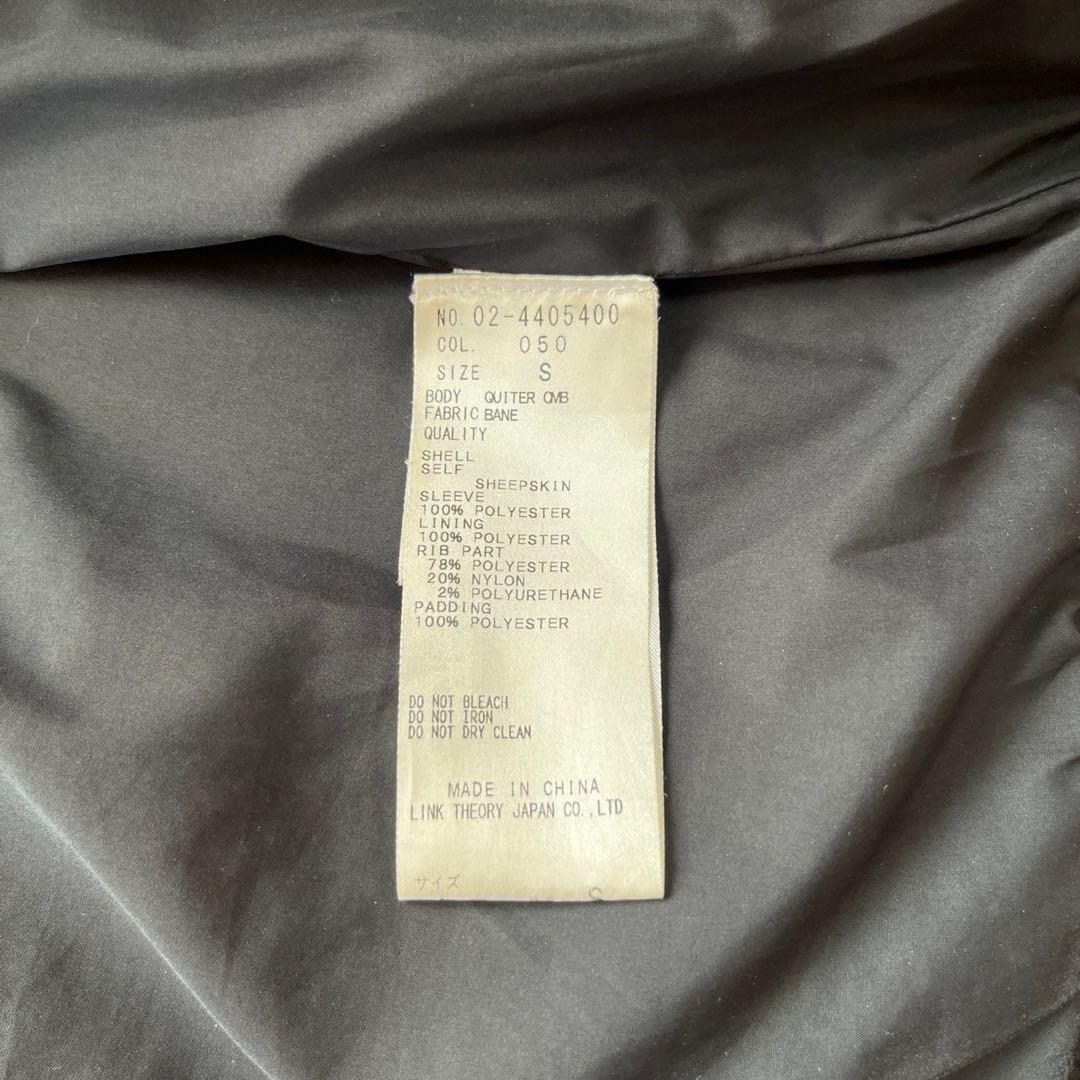 NO. 02-4405400
COL. 050
SIZE S
BODY QUITER CMB
FABRIC BANE
QUALITY
SHELL
SELF
SHEEPSKIN
SLEEVE
100% POLYESTER
LINING
100% POLYESTER
RIB PART
78% POLYESTER
20% NYLON
2% POLYURETHANE
PADDING
100% POLYESTER
DO NOT BLEACH
DO NOT IRON
DO NOT DRY CLEAN
MADE IN CHINA
LINK THEORY JAPAN CO.,LTD
サイズ S